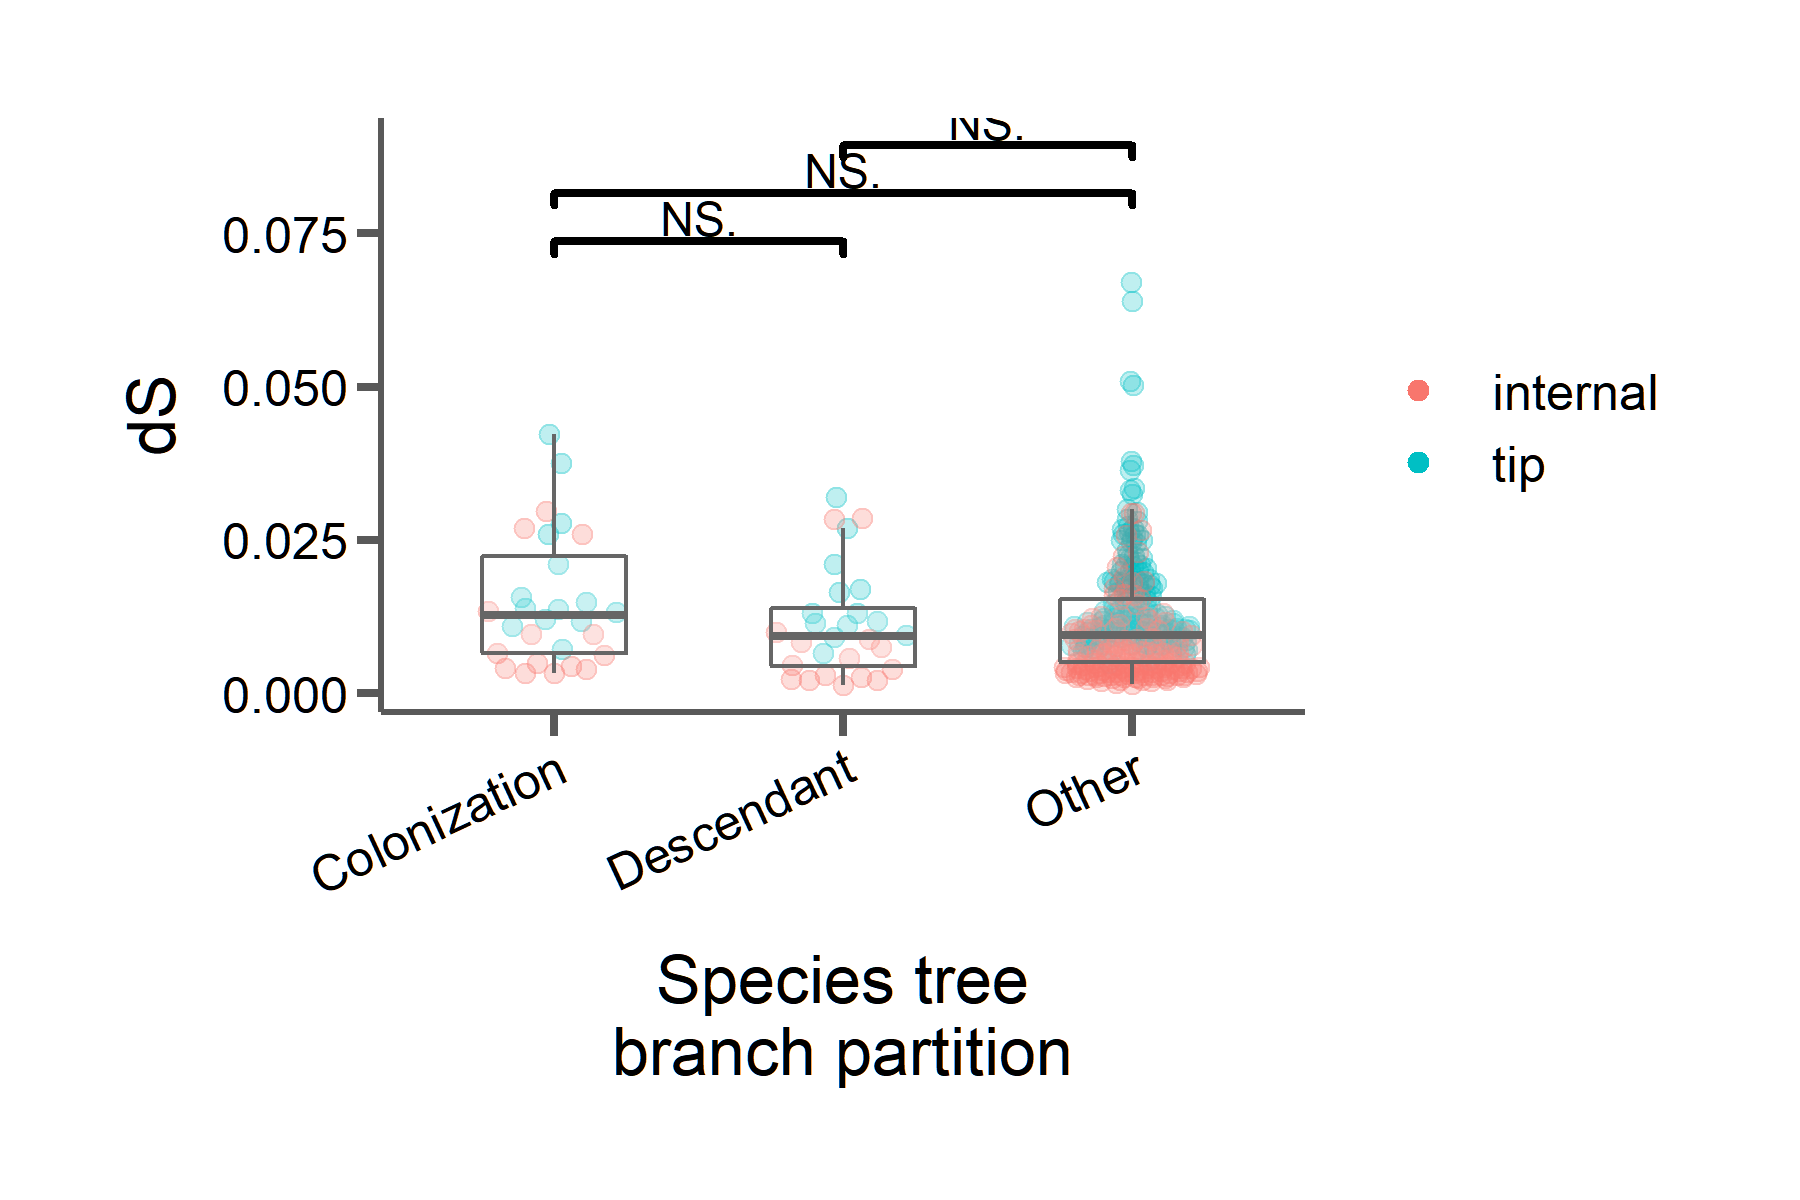 NS.
NS.
NS.
0.075
0.050
0.025
0.000
dS
internal
tip
Colonization
Descendant
Other
Species tree
branch partition